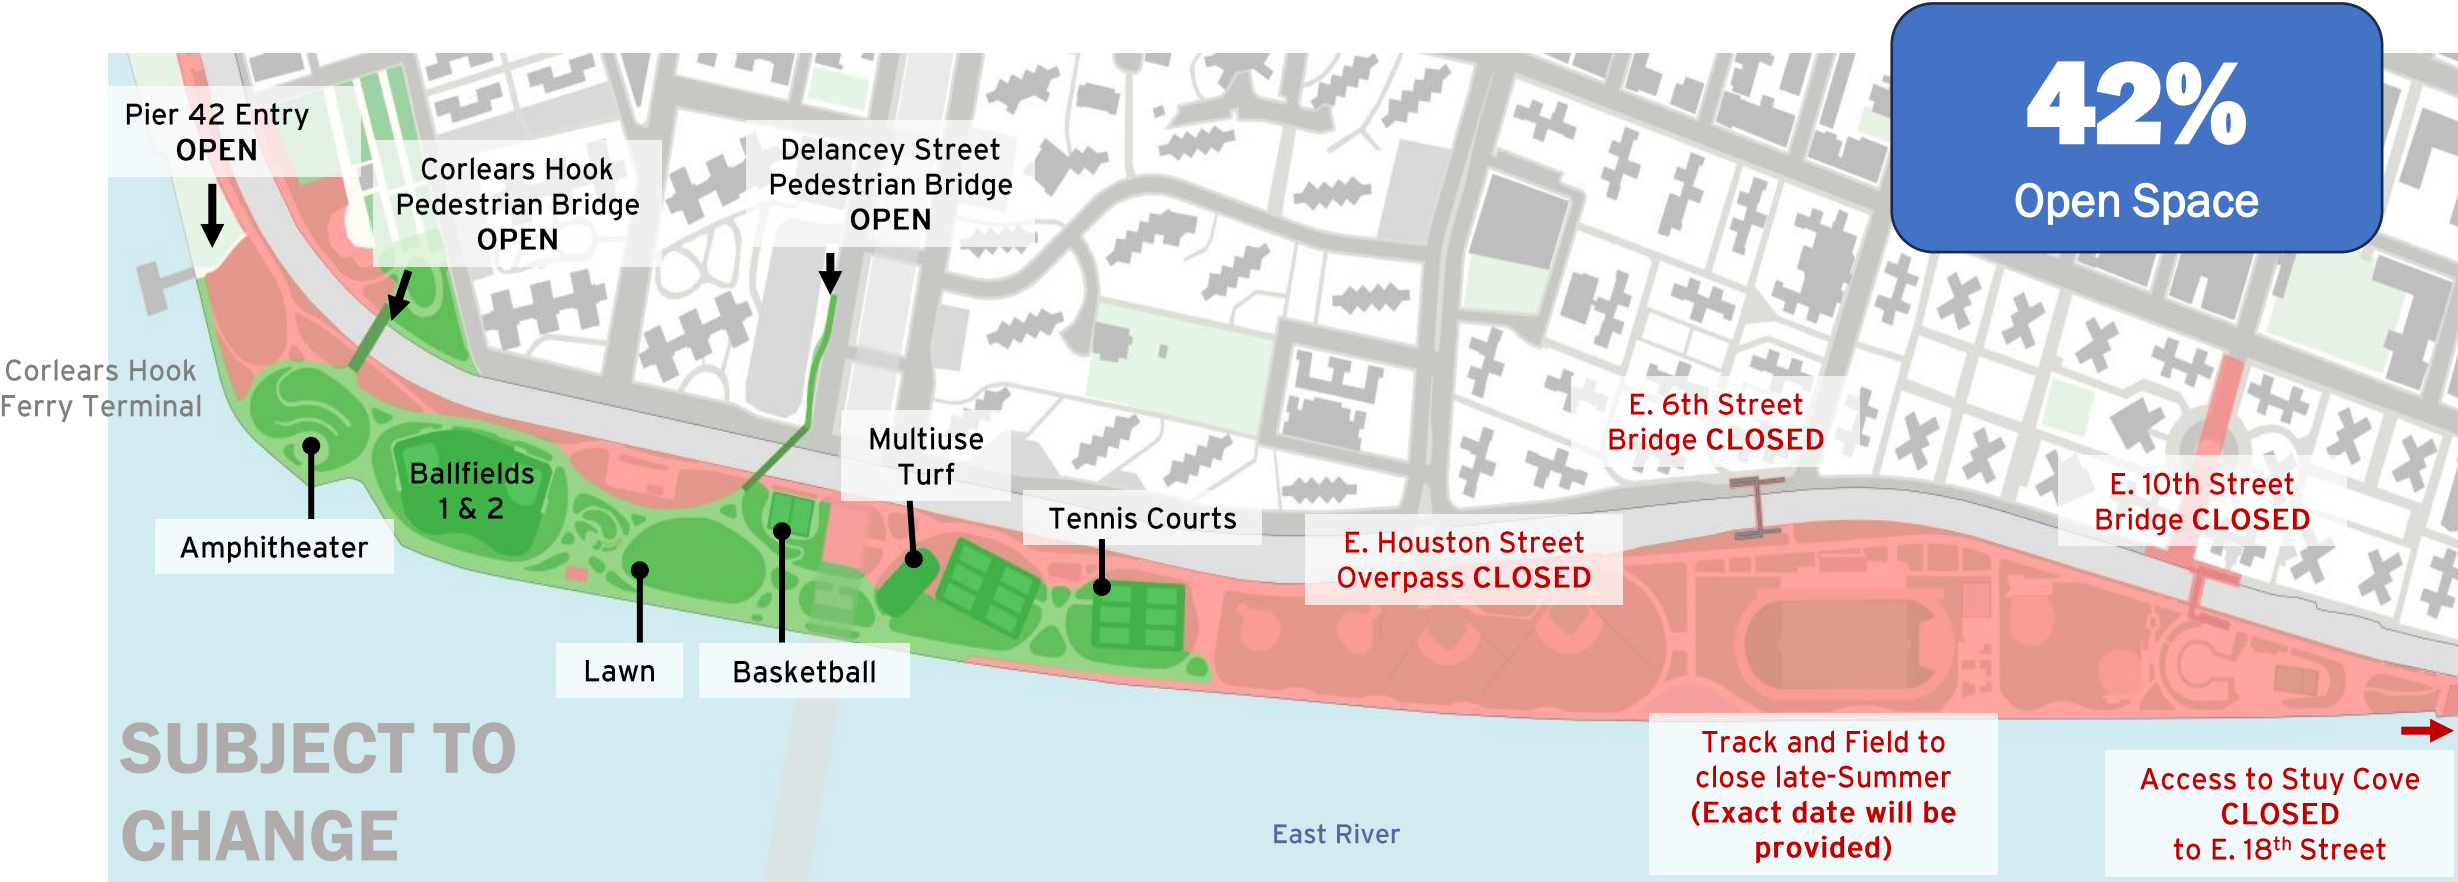 42%
Open Space
Pier 42 Entry
OPEN
Corlears Hook
Pedestrian Bridge
OPEN
Delancey Street
Pedestrian Bridge
OPEN
Corlears Hook
Ferry Terminal
Multiuse
Turf
Ballfields
1 & 2
Amphitheater
Lawn
Basketball
Tennis Courts
E. Houston Street
Overpass CLOSED
E. 6th Street
Bridge CLOSED
E. 10th Street
Bridge CLOSED
Track and Field to
close late-Summer
(Exact date will be
provided)
Access to Stuy Cove
CLOSED
to E. 18th Street
East River
SUBJECT TO
CHANGE